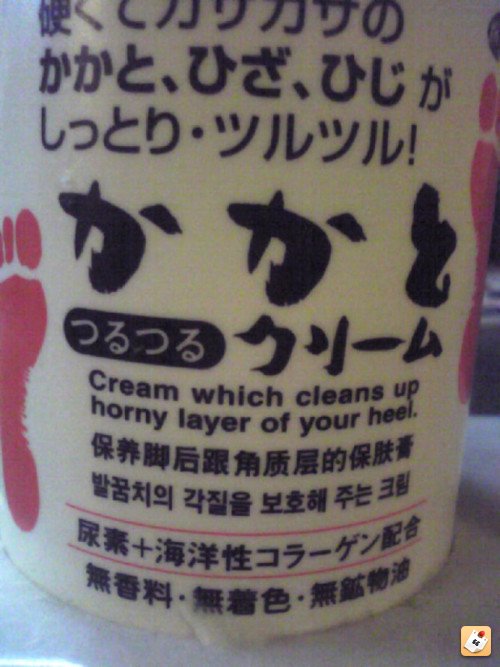 硬くてガサガサの
かかと、ひざ、ひじが
しっとり・ツルツル!
かかと
つるつる クリーム
Cream which cleans up
horny layer of your heel.
保养脚后跟角质层的保肤膏
발꿈치의 각질을 보호해 주는 크림
尿素+海洋性コラーゲン配合
無香料・無着色・無鉱物油